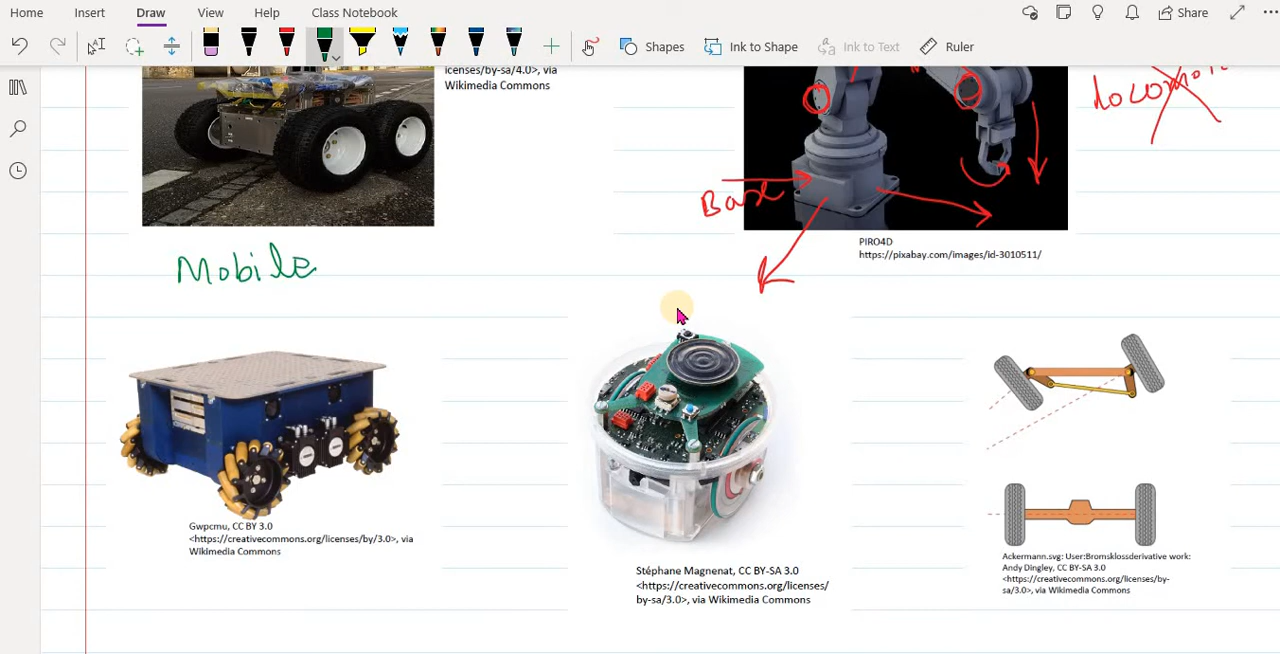 Home Insert Draw View Help Class Notebook Share
Shapes Ink to Shape Ink to Text Ruler
icenses/by-sa/4.0>, via
Wikimedia Commons
Base
Mobile
PIRO4D
https://pixabay.com/images/id-3010511/
Gwpcmu, CC BY 3.0
<https://creativecommons.org/licenses/by/3.0>, via
Wikimedia Commons
Stéphane Magnenat, CC BY-SA 3.0
<https://creativecommons.org/licenses/
by-sa/3.0>, via Wikimedia Commons
Ackermann.svg: User:Bromsklossderivative work:
Andy Dingley, CC BY-SA 3.0
<https://creativecommons.org/licenses/by-
sa/3.0>, via Wikimedia Commons